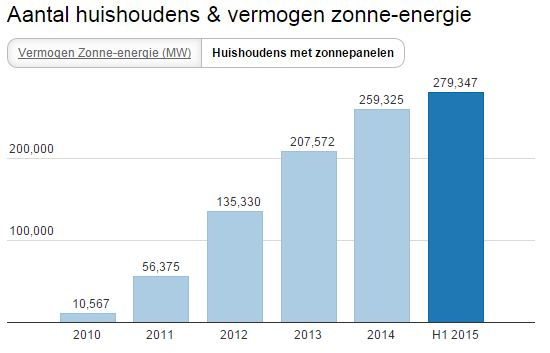 Aantal huishoudens & vermogen zonne-energie
Vermogen Zonne-energie (MW) Huishoudens met zonnepanelen
279,347
259,325
207,572
200,000
135,330
100,000
56,375
10,567
2010 2011 2012 2013 2014 H1 2015